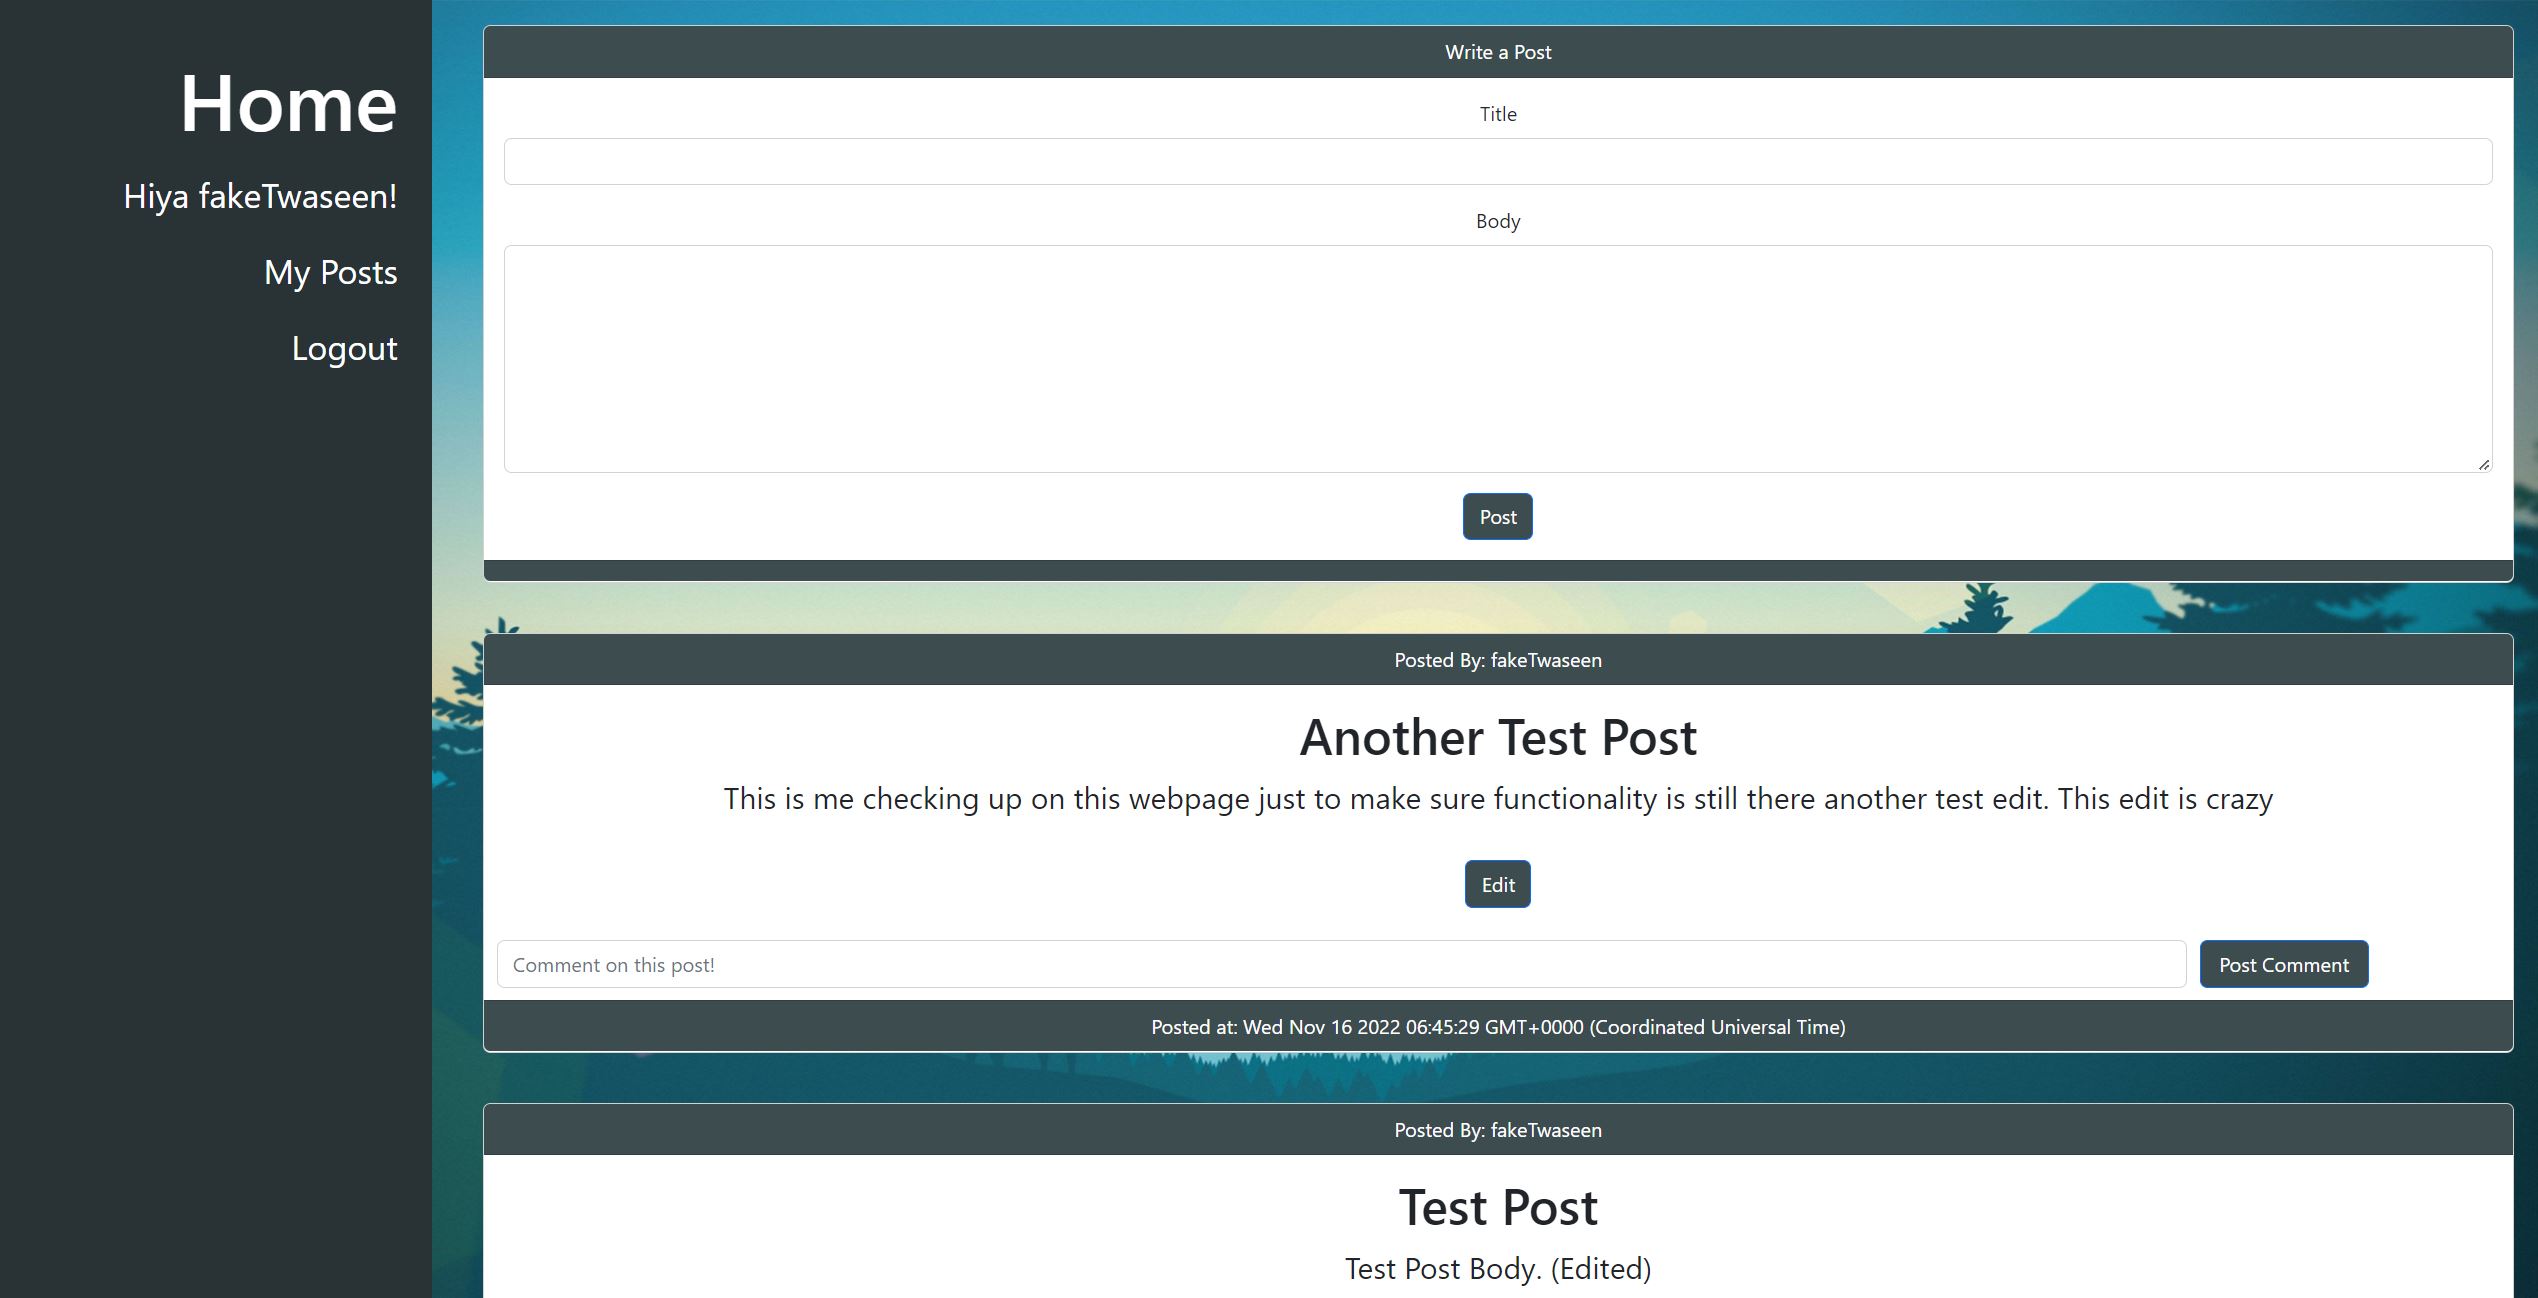 Home
Hiya fakeTwaseen!
My Posts
Logout
Write a Post
Title
Body
Post
Posted By: fakeTwaseen
Another Test Post
This is me checking up on this webpage just to make sure functionality is still there another test edit. This edit is crazy
Edit
Comment on this post!
Post Comment
Posted at: Wed Nov 16 2022 06:45:29 GMT+0000 (Coordinated Universal Time)
Posted By: fakeTwaseen
Test Post
Test Post Body. (Edited)